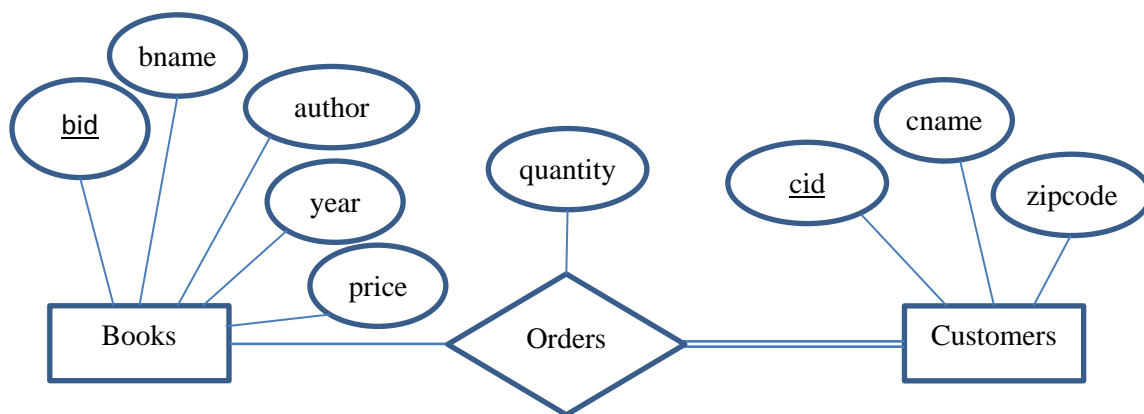 bname
bid
author
year
price
Books
quantity
Orders
cname
cid
zipcode
Customers